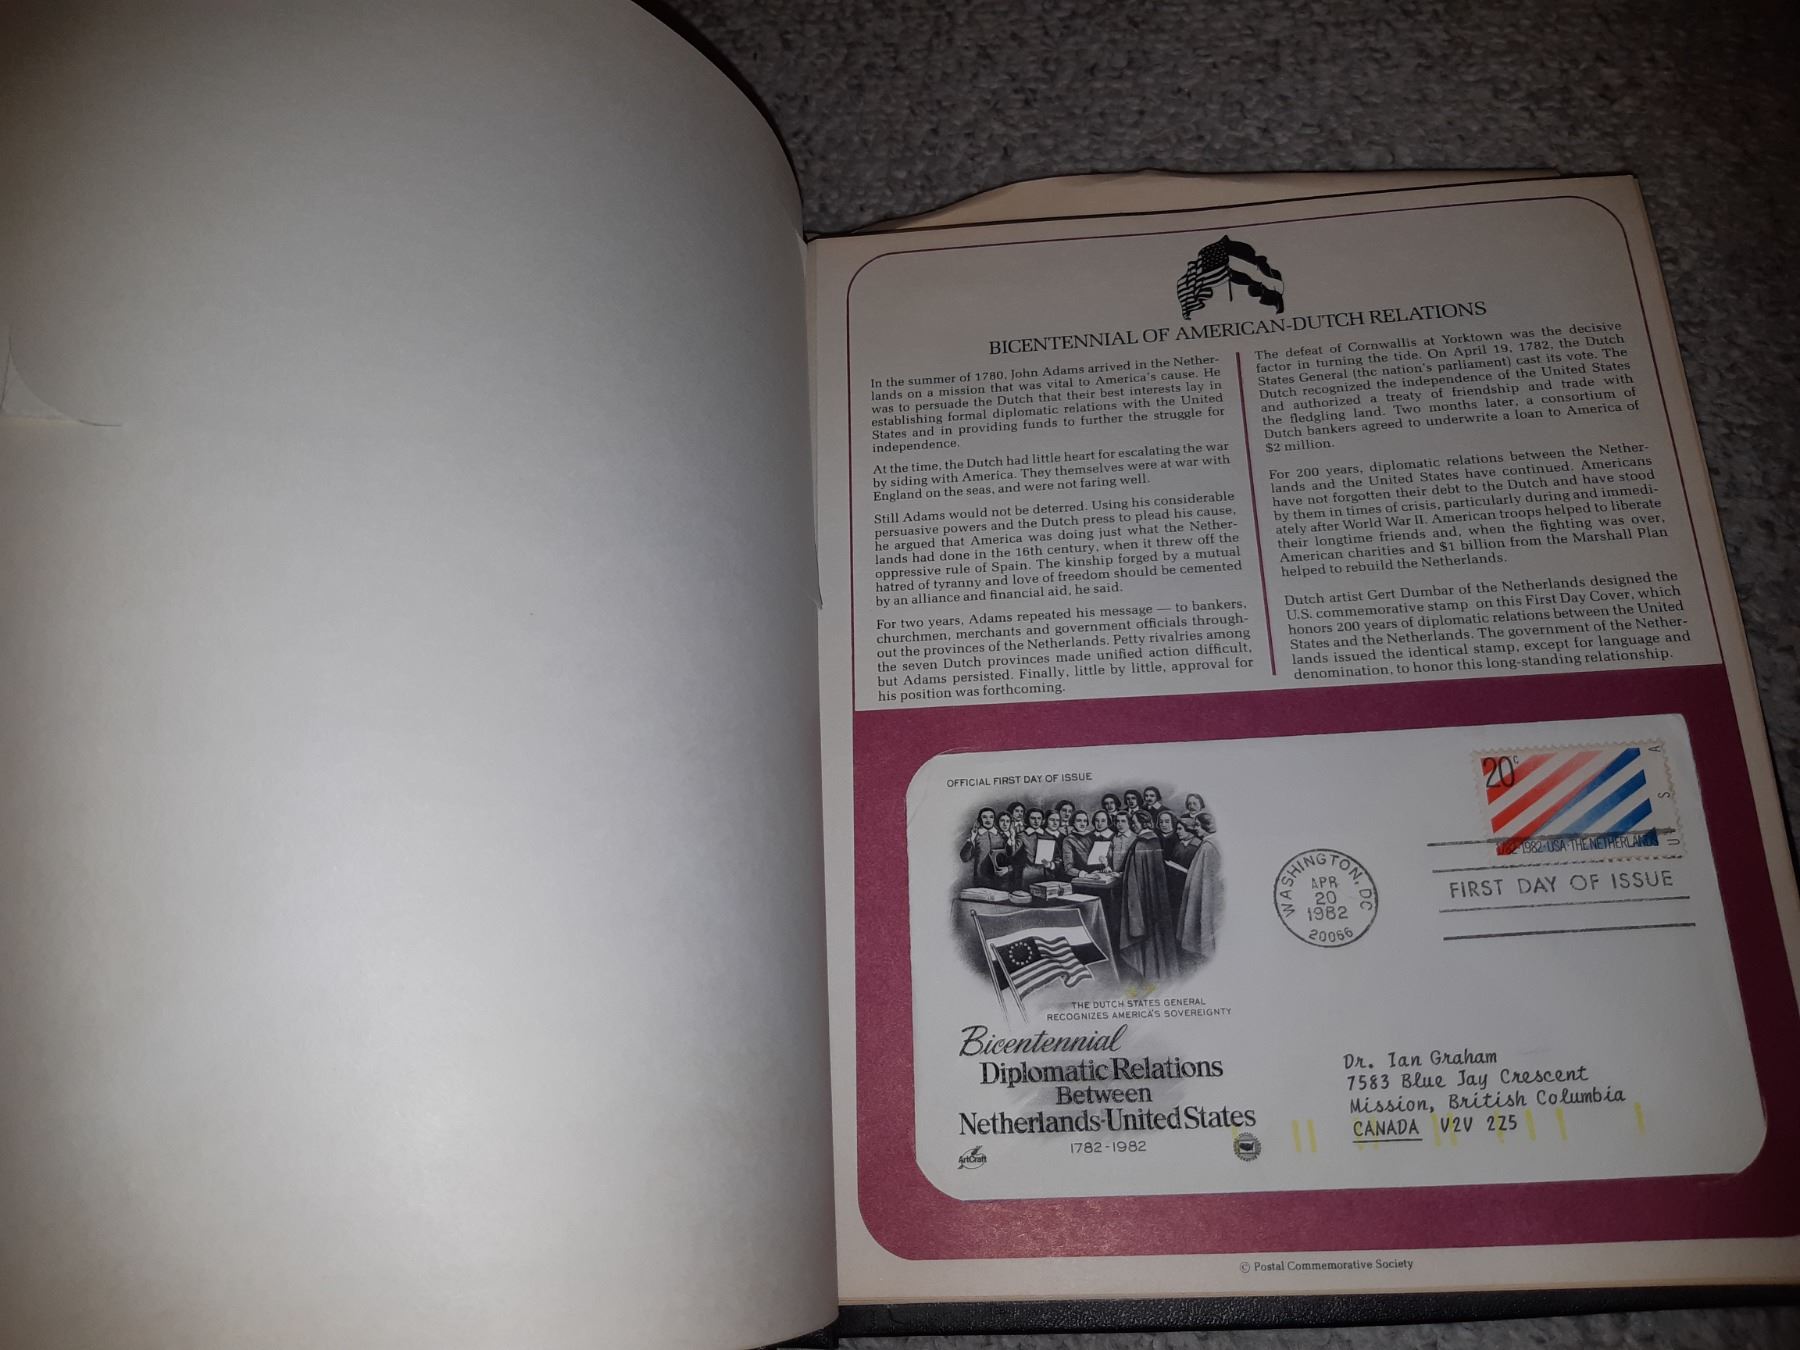 BICENTENNIAL OF AMERICAN-DUTCH RELATIONS
In the summer of 1780, John Adams arrived in the Nether-
lands on a mission that was vital to America's cause. He
was to persuade the Dutch that their best interests lay in
establishing formal diplomatic relations with the United
States and in providing funds to further the struggle for
independence.
At the time, the Dutch had little heart for escalating the war
by siding with America. They themselves were at war with
England on the seas, and were not faring well.
Still Adams would not be deterred. Using his considerable
persuasive powers and the Dutch press to plead his cause,
he argued that America was doing just what the Nether-
lands had done in the 16th century, when it threw off the
oppressive rule of Spain. The kinship forged by a mutual
hatred of tyranny and love of freedom should be cemented
by an alliance and financial aid, he said.
For two years, Adams repeated his message — to bankers,
churchmen, merchants and government officials through-
out the provinces of the Netherlands. Petty rivalries among
the seven Dutch provinces made unified action difficult,
but Adams persisted. Finally, little by little, approval for
his position was forthcoming.
The defeat of Cornwallis at Yorktown was the decisive
factor in turning the tide. On April 19, 1782, the Dutch
States General (the nation's parliament) cast its vote. The
Dutch recognized the independence of the United States
and authorized a treaty of friendship and trade with
the fledgling land. Two months later, a consortium of
Dutch bankers agreed to underwrite a loan to America of
$2 million.
For 200 years, diplomatic relations between the Nether-
lands and the United States have continued. Americans
have not forgotten their debt to the Dutch and have stood
by them in times of crisis, particularly during and immedi-
ately after World War II. American troops helped to liberate
their longtime friends and, when the fighting was over,
American charities and $1 billion from the Marshall Plan
helped to rebuild the Netherlands.
Dutch artist Gert Dumbar of the Netherlands designed the
U.S. commemorative stamp on this First Day Cover, which
honors 200 years of diplomatic relations between the United
States and the Netherlands. The government of the Nether-
lands issued the identical stamp, except for language and
denomination, to honor this long-standing relationship.
OFFICIAL FIRST DAY OF ISSUE
THE DUTCH STATES GENERAL
RECOGNIZES AMERICA'S SOVEREIGNTY
Bicentennial
Diplomatic Relations
Between
Netherlands-United States
1782-1982
ArtCraft
WASHINGTON, DC
APR
20
1982
20066
20c
USA
1782-1982·USA·THE NETHERLANDS
FIRST DAY OF ISSUE
Dr. Ian Graham
7583 Blue Jay Crescent
Mission, British Columbia
CANADA V2V 2Z5
© Postal Commemorative Society